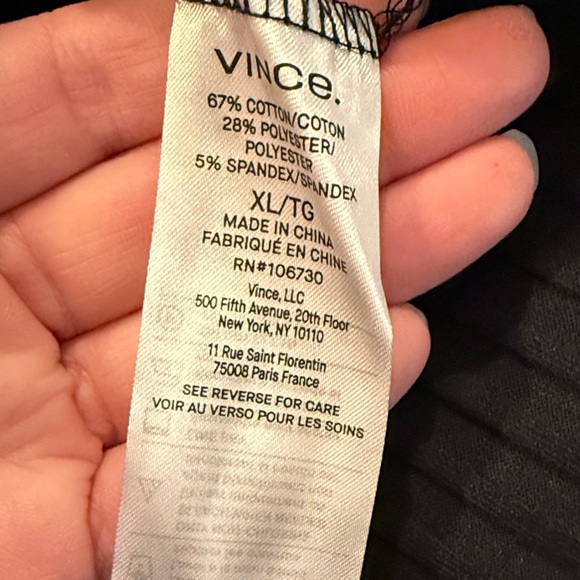 VINCe.
67% COTTON/COTON
28% POLYESTER/
POLYESTER
5% SPANDEX/SPANDEX
XL/TG
MADE IN CHINA
FABRIQUÉ EN CHINE
RN#106730
Vince, LLC
500 Fifth Avenue, 20th Floor
New York, NY 10110
11 Rue Saint Florentin
75008 Paris France
SEE REVERSE FOR CARE
VOIR AU VERSO POUR LES SOINS